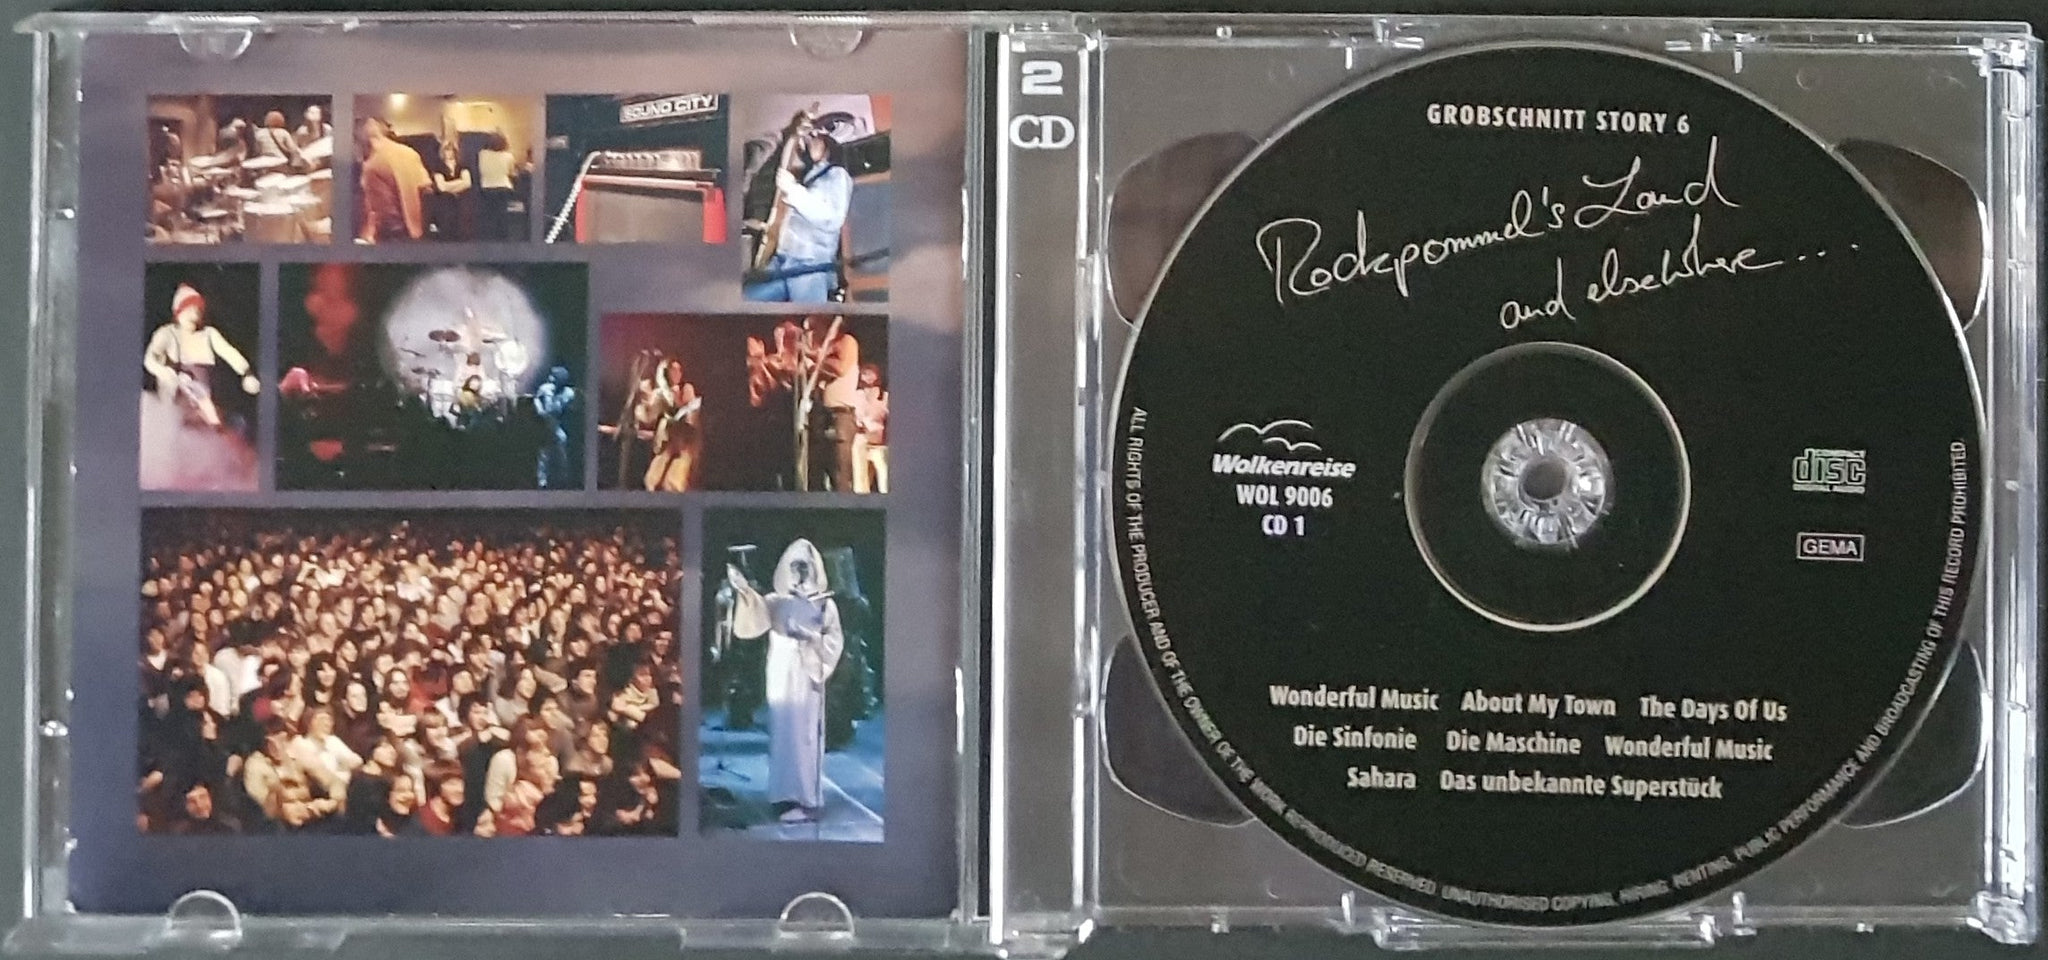 SOUND CITY
2
CD
GROBSCHNITT STORY 6
Rockpommel's Land
and elsewhere...
Wolkenreise
WOL 9006
CD 1
COMPACT
disc
DIGITAL AUDIO
GEMA
Wonderful Music About My Town The Days Of Us
Die Sinfonie Die Maschine Wonderful Music
Sahara Das unbekannte Superstück
ALL RIGHTS OF THE PRODUCER AND OF THE OWNER OF THE WORK REPRODUCED RESERVED. UNAUTHORISED COPYING, HIRING, RENTING, PUBLIC PERFORMANCE AND BROADCASTING OF THIS RECORD PROHIBITED.